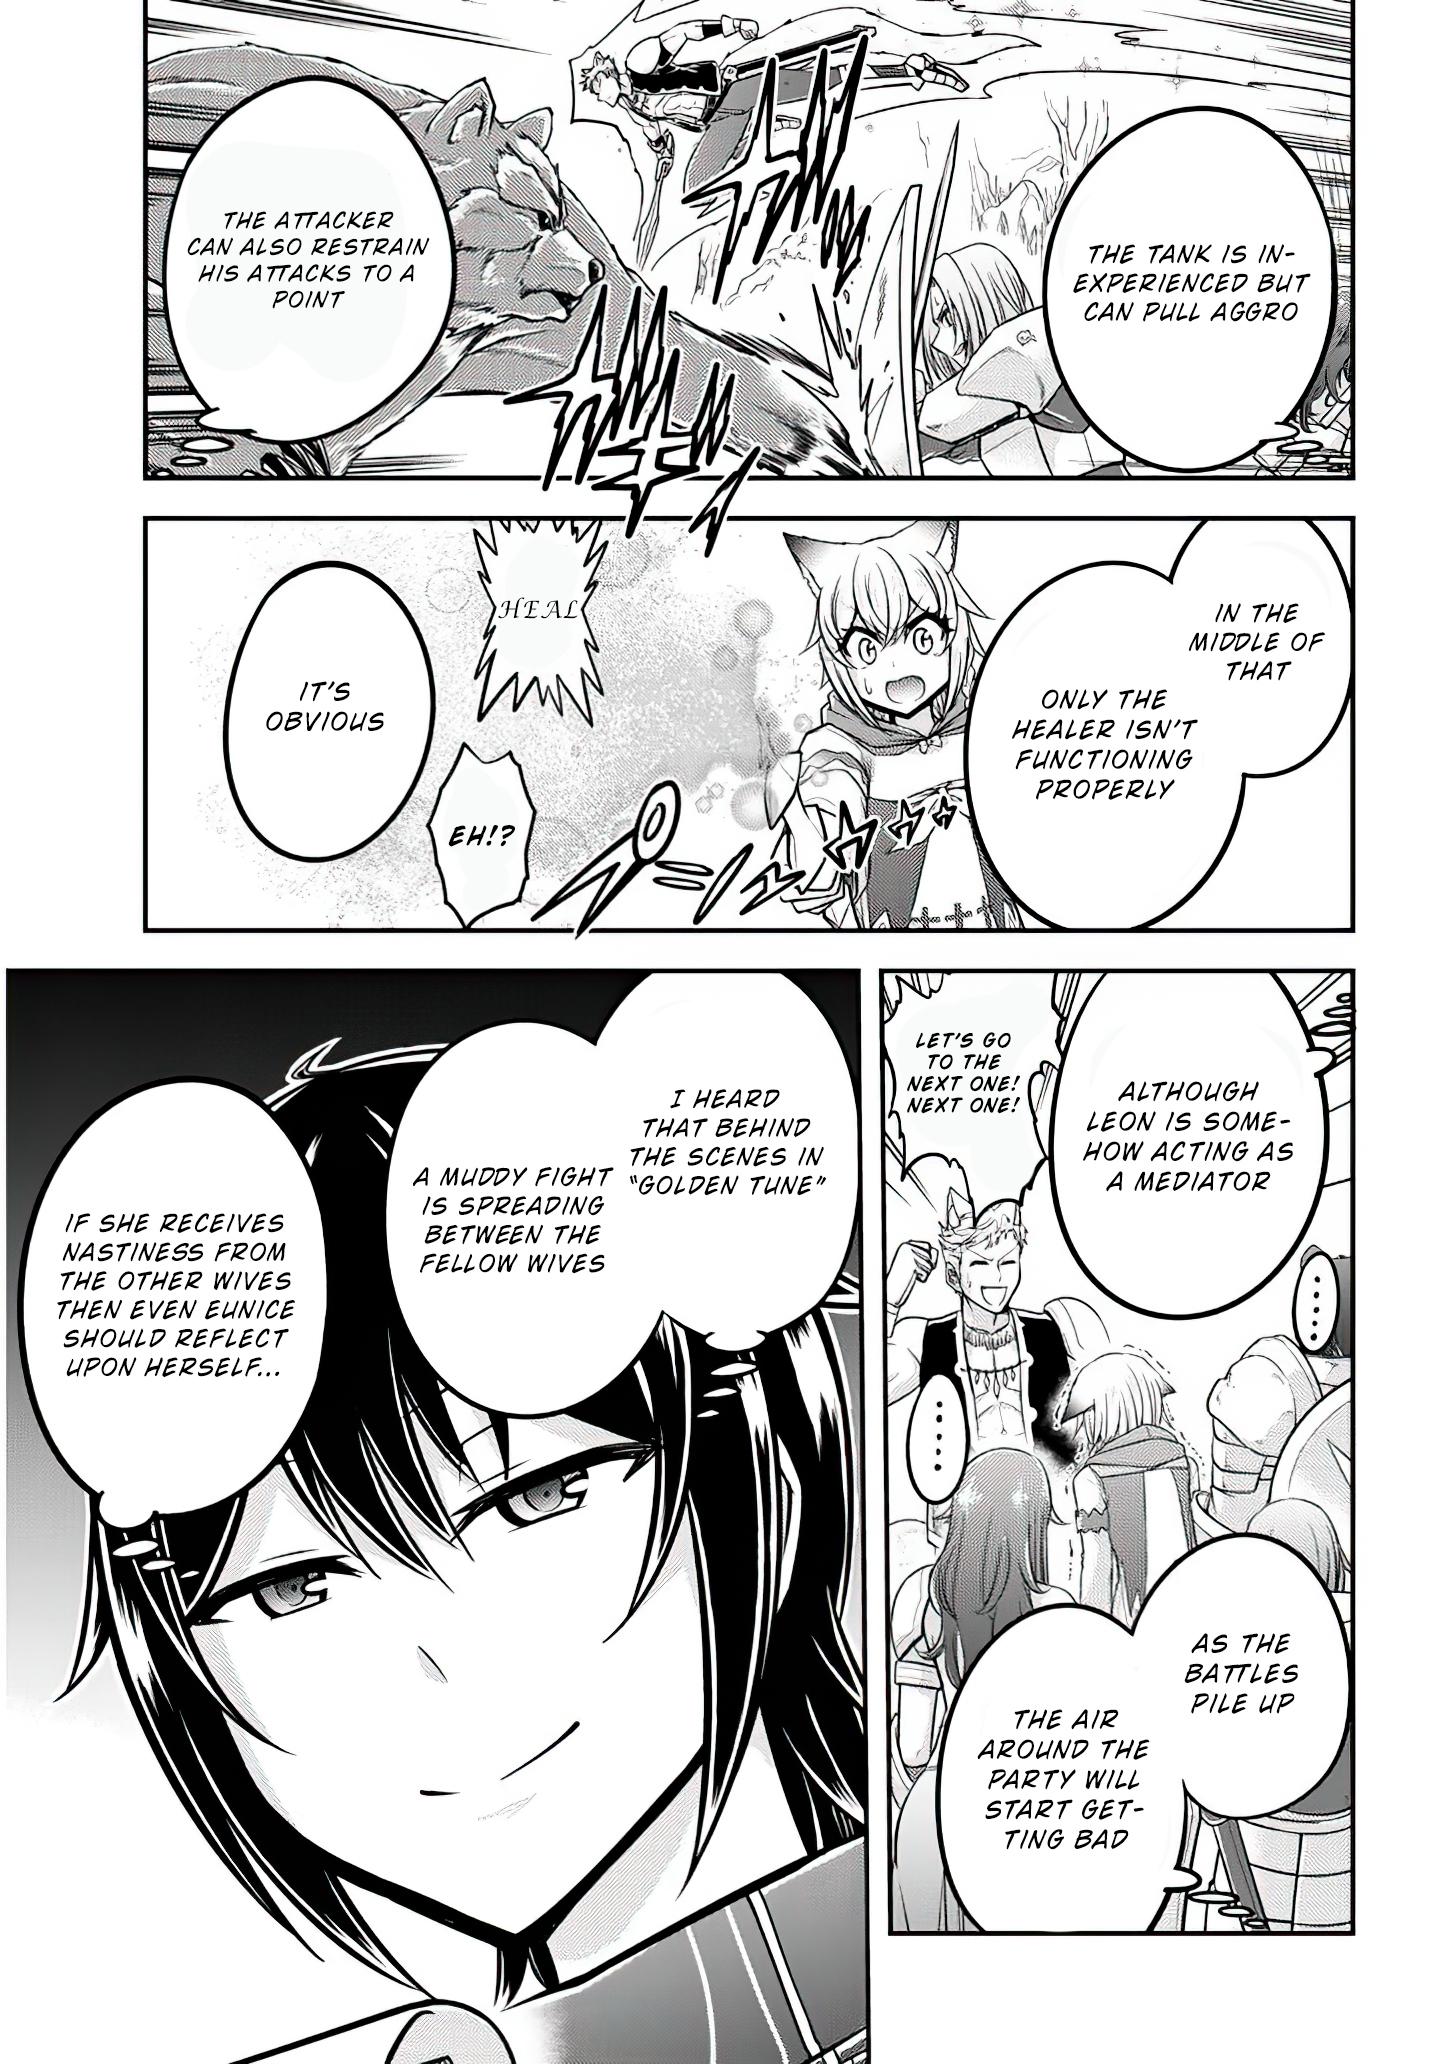 THE TANK IS IN-
EXPERIENCED BUT
CAN PULL AGGRO
THE ATTACKER
CAN ALSO RESTRAIN
HIS ATTACKS TO A
POINT
IN THE
MIDDLE OF
THAT
ONLY THE
HEALER ISN'T
FUNCTIONING
PROPERLY
HEAL
EH!?
IT'S
OBVIOUS
ALTHOUGH
LEON IS SOME-
HOW ACTING AS
A MEDIATOR
LET'S GO
TO THE
NEXT ONE!
NEXT ONE!
......
......
AS THE
BATTLES
PILE UP
THE AIR
AROUND THE
PARTY WILL
START GET-
TING BAD
I HEARD
THAT BEHIND
THE SCENES IN
"GOLDEN TUNE"
A MUDDY FIGHT
IS SPREADING
BETWEEN THE
FELLOW WIVES
IF SHE RECEIVES
NASTINESS FROM
THE OTHER WIVES
THEN EVEN EUNICE
SHOULD REFLECT
UPON HERSELF...